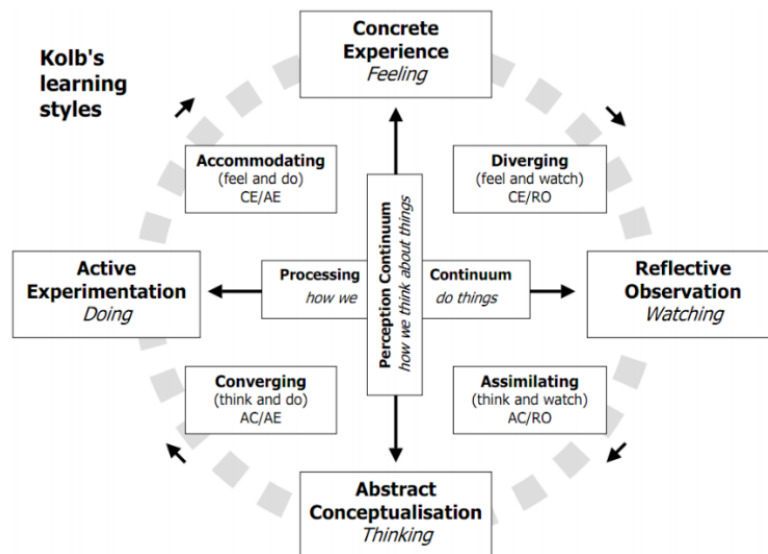 Kolb's
learning
styles
Concrete
Experience
Feeling
Accommodating
(feel and do)
CE/AE
Diverging
(feel and watch)
CE/RO
Active
Experimentation
Doing
Processing
how we
Perception Continuum
how we think about things
Continuum
do things
Reflective
Observation
Watching
Converging
(think and do)
AC/AE
Assimilating
(think and watch)
AC/RO
Abstract
Conceptualisation
Thinking